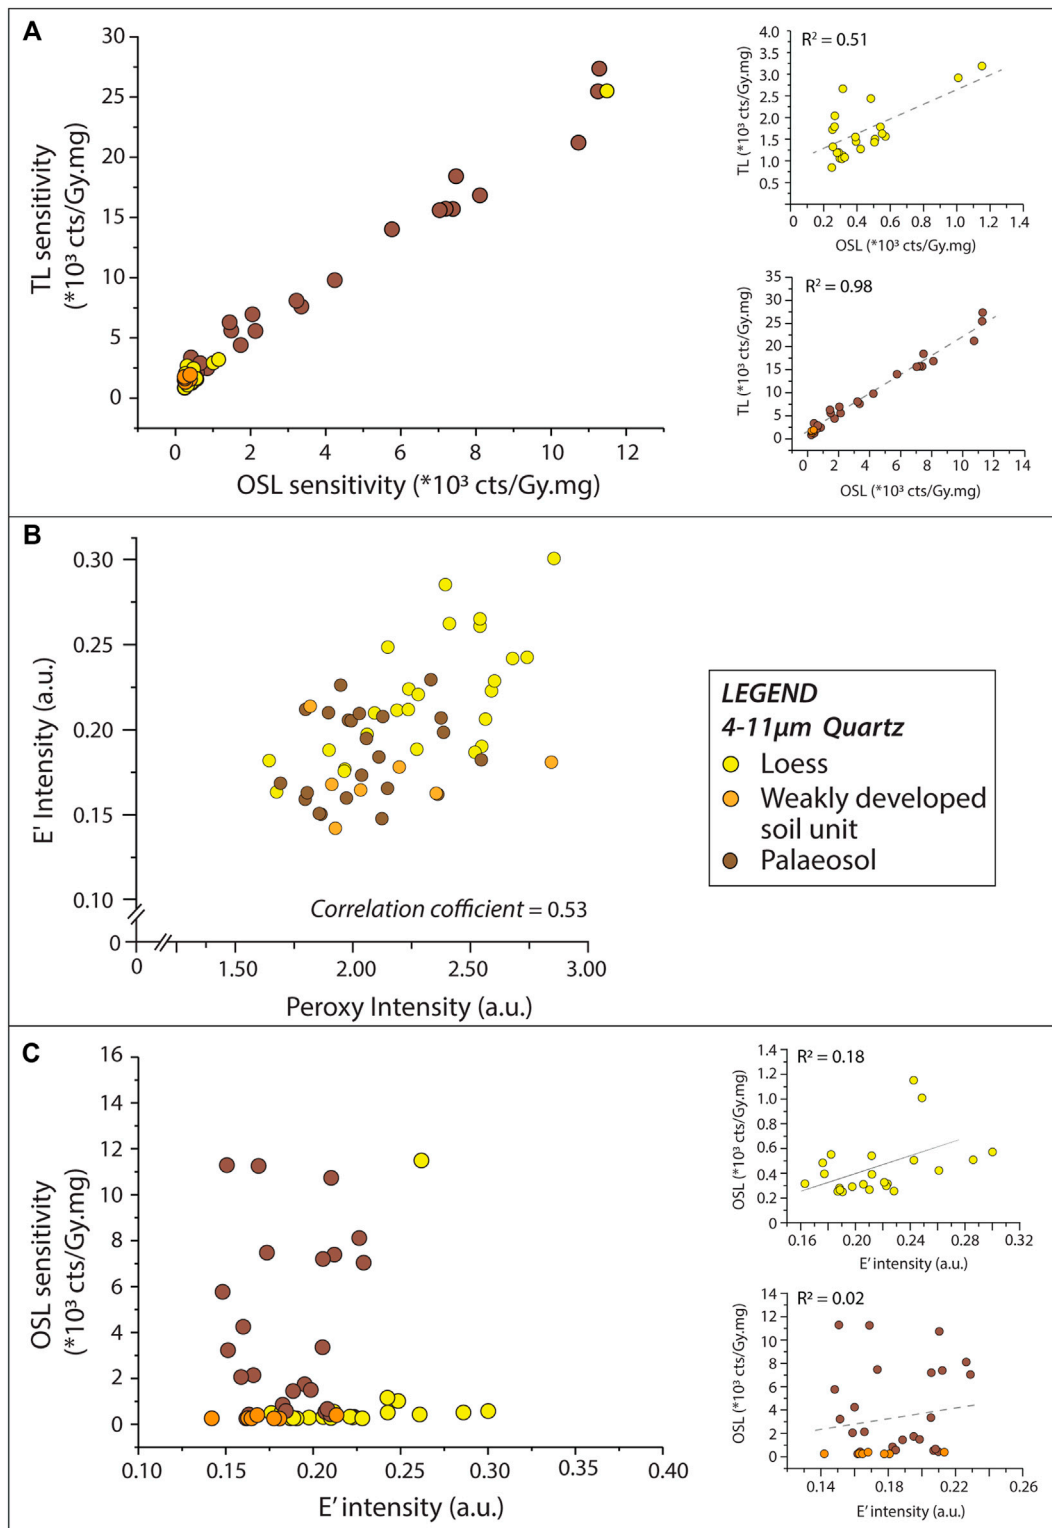 A
TL sensitivity
(*10³ cts/Gy.mg)
30
25
20
15
10
5
0
0 2 4 6 8 10 12
OSL sensitivity (*10³ cts/Gy.mg)
R² = 0.51
TL (*10³ cts/Gy.mg)
4.0
3.5
3.0
2.5
2.0
1.5
1.0
0.5
0 0.2 0.4 0.6 0.8 1.0 1.2 1.4
OSL (*10³ cts/Gy.mg)
R² = 0.98
TL (*10³ cts/Gy.mg)
35
30
25
20
15
10
5
0
0 2 4 6 8 10 12 14
OSL (*10³ cts/Gy.mg)
B
E' Intensity (a.u.)
0.30
0.25
0.20
0.15
0.10
0
Correlation cofficient = 0.53
0 1.50 2.00 2.50 3.00
Peroxy Intensity (a.u.)
LEGEND
4-11µm Quartz
Loess
Weakly developed
soil unit
Palaeosol
C
OSL sensitivity
(*10³ cts/Gy.mg)
16
14
12
10
8
6
4
2
0
0.10 0.15 0.20 0.25 0.30 0.35 0.40
E' intensity (a.u.)
R² = 0.18
OSL (*10³ cts/Gy.mg)
1.4
1.2
1.0
0.8
0.6
0.4
0.2
0
0.16 0.20 0.24 0.28 0.32
E' intensity (a.u.)
R² = 0.02
OSL (*10³ cts/Gy.mg)
14
12
10
8
6
4
2
0
0.14 0.18 0.22 0.26
E' intensity (a.u.)